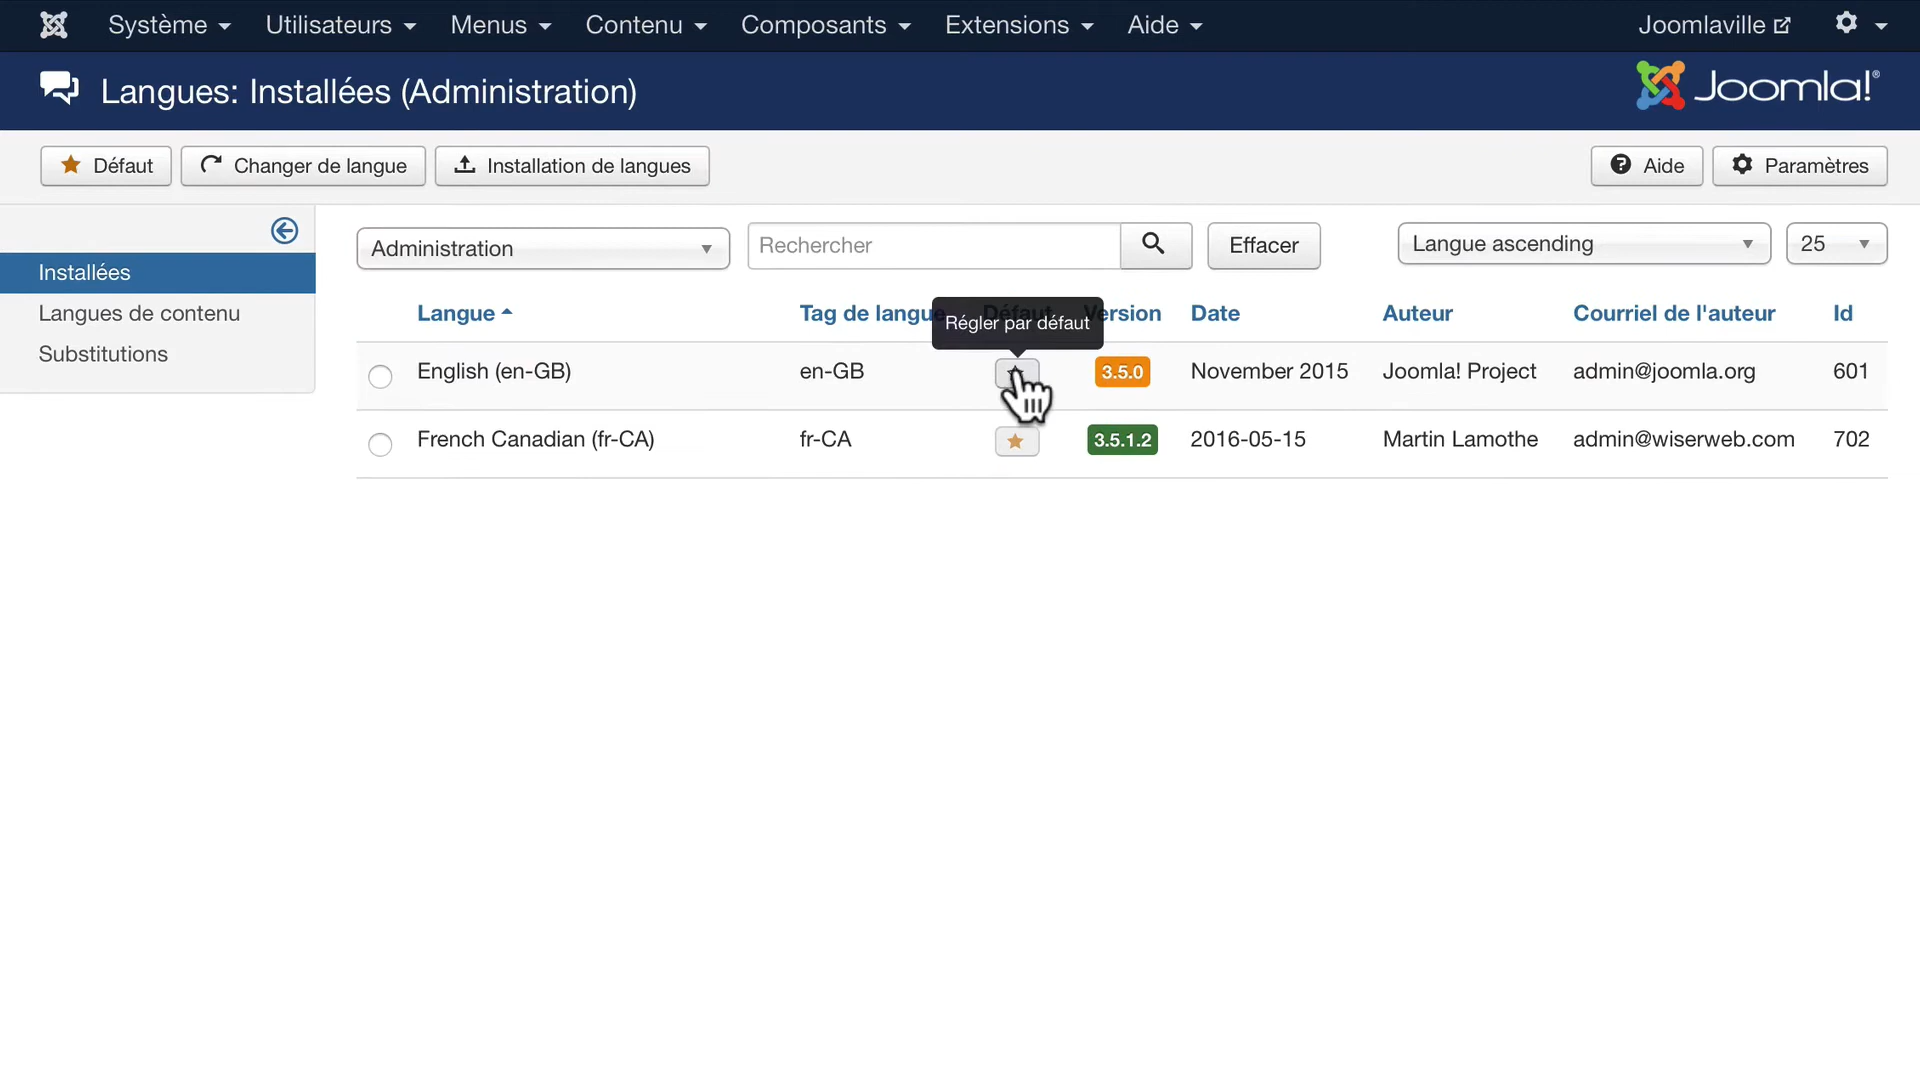 Système Utilisateurs Menus Contenu Composants Extensions Aide Joomlaville
Langues: Installées (Administration) Joomla!®
Défaut Changer de langue Installation de langues Aide Paramètres
Administration Rechercher Effacer Langue ascending 25
Installées
Langues de contenu
Substitutions
Langue Tag de langue Défaut Version Date Auteur Courriel de l'auteur Id
Régler par défaut
English (en-GB) en-GB 3.5.0 November 2015 Joomla! Project admin@joomla.org 601
French Canadian (fr-CA) fr-CA 3.5.1.2 2016-05-15 Martin Lamothe admin@wiserweb.com 702